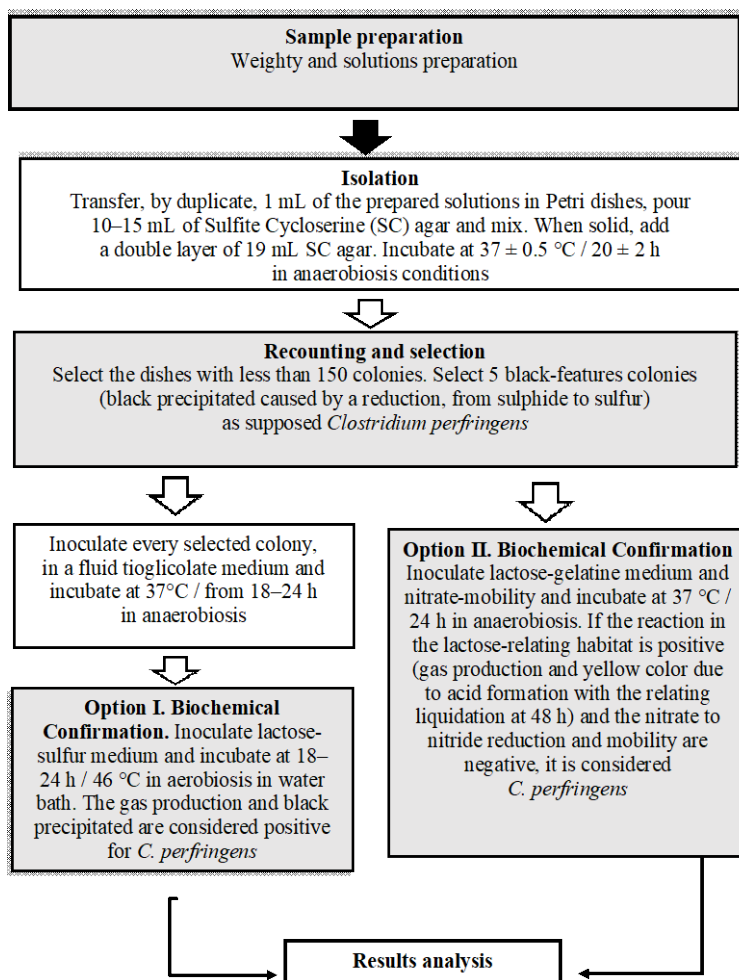 Sample preparation
Weighty and solutions preparation
Isolation
Transfer, by duplicate, 1 mL of the prepared solutions in Petri dishes, pour
10–15 mL of Sulfite Cycloserine (SC) agar and mix. When solid, add
a double layer of 19 mL SC agar. Incubate at 37 ± 0.5 °C / 20 ± 2 h
in anaerobiosis conditions
Recounting and selection
Select the dishes with less than 150 colonies. Select 5 black-features colonies
(black precipitated caused by a reduction, from sulphide to sulfur)
as supposed Clostridium perfringens
Inoculate every selected colony,
in a fluid tioglicolate medium and
incubate at 37°C / from 18–24 h
in anaerobiosis
Option I. Biochemical
Confirmation. Inoculate lactose-
sulfur medium and incubate at 18–
24 h / 46 °C in aerobiosis in water
bath. The gas production and black
precipitated are considered positive
for C. perfringens
Option II. Biochemical Confirmation
Inoculate lactose-gelatine medium and
nitrate-mobility and incubate at 37 °C /
24 h in anaerobiosis. If the reaction in
the lactose-relating habitat is positive
(gas production and yellow color due
to acid formation with the relating
liquidation at 48 h) and the nitrate to
nitride reduction and mobility are
negative, it is considered
C. perfringens
Results analysis